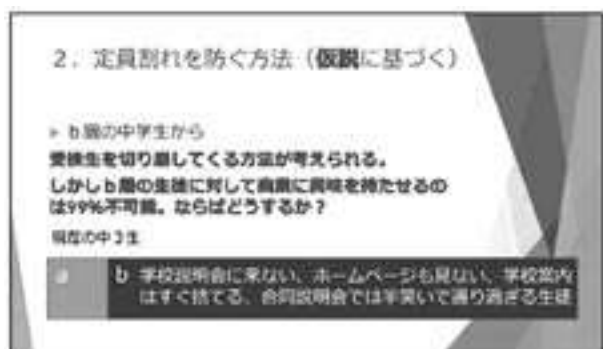 2．定員割れを防ぐ方法（仮説に基づく）
b層の中学生から
受検生を切り崩してくる方法が考えられる。
しかしb層の生徒に対して商業に興味を持たせるの
は99%不可能。ならばどうするか？
現在の中3生
a
b 学校説明会に来ない、ホームページも見ない、学校案内
はすぐ捨てる、合同説明会では半笑いで通り過ぎる生徒